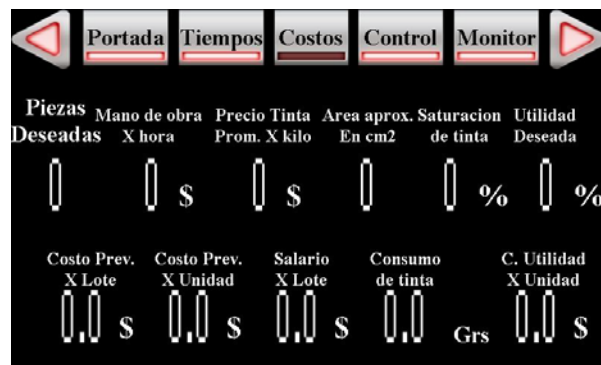 Portada Tiempos Costos Control Monitor
Piezas Mano de obra Precio Tinta Area aprox. Saturacion Utilidad
Deseadas X hora Prom. X kilo En cm2 de tinta Deseada
0 0 $ 0 $ 0 0 % 0 %
Costo Prev. Costo Prev. Salario Consumo C. Utilidad
X Lote X Unidad X Lote de tinta X Unidad
0.0 $ 0.0 $ 0.0 $ 0.0 Grs 0.0 $